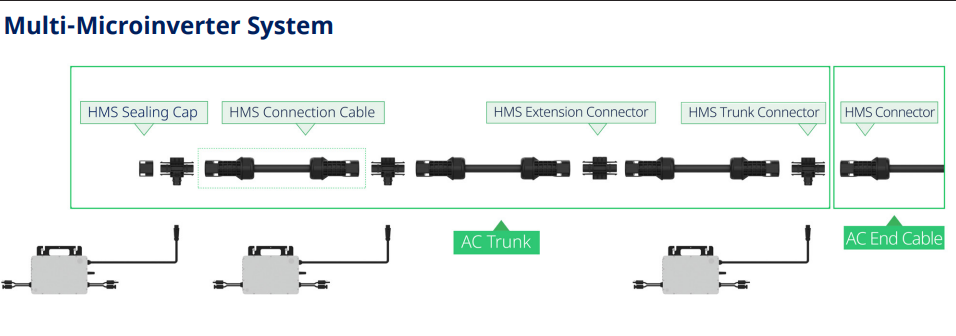 Multi-Microinverter System
HMS Sealing Cap
HMS Connection Cable
HMS Extension Connector
HMS Trunk Connector
HMS Connector
AC Trunk
AC End Cable